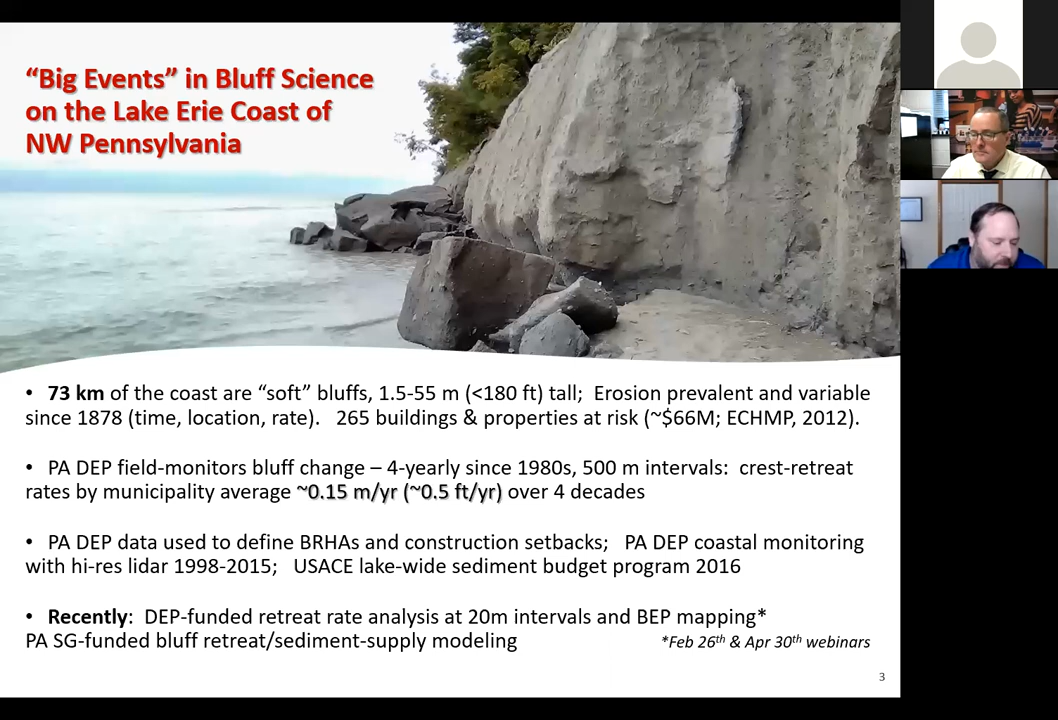 “Big Events” in Bluff Science
on the Lake Erie Coast of
NW Pennsylvania
• 73 km of the coast are “soft” bluffs, 1.5-55 m (<180 ft) tall; Erosion prevalent and variable
since 1878 (time, location, rate). 265 buildings & properties at risk (~$66M; ECHMP, 2012).
• PA DEP field-monitors bluff change – 4-yearly since 1980s, 500 m intervals: crest-retreat
rates by municipality average ~0.15 m/yr (~0.5 ft/yr) over 4 decades
• PA DEP data used to define BRHAs and construction setbacks; PA DEP coastal monitoring
with hi-res lidar 1998-2015; USACE lake-wide sediment budget program 2016
• Recently: DEP-funded retreat rate analysis at 20m intervals and BEP mapping*
PA SG-funded bluff retreat/sediment-supply modeling *Feb 26th & Apr 30th webinars
3